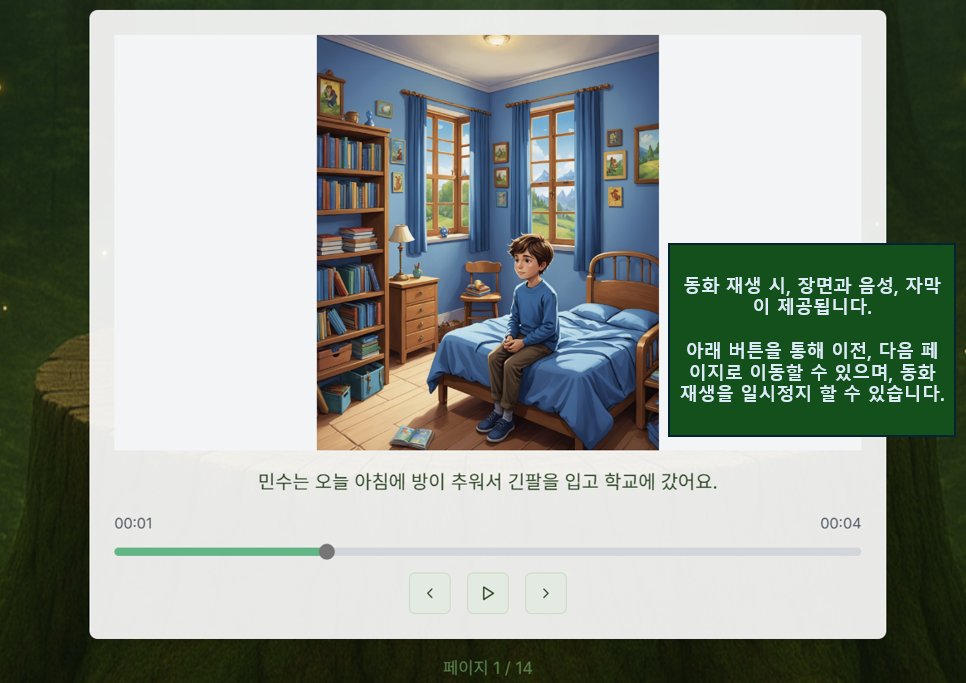 동화 재생 시, 장면과 음성, 자막
이 제공됩니다.
아래 버튼을 통해 이전, 다음 페
이지로 이동할 수 있으며, 동화
재생을 일시정지 할 수 있습니다.
민수는 오늘 아침에 방이 추워서 긴팔을 입고 학교에 갔어요.
00:01
00:04
페이지 1 / 14